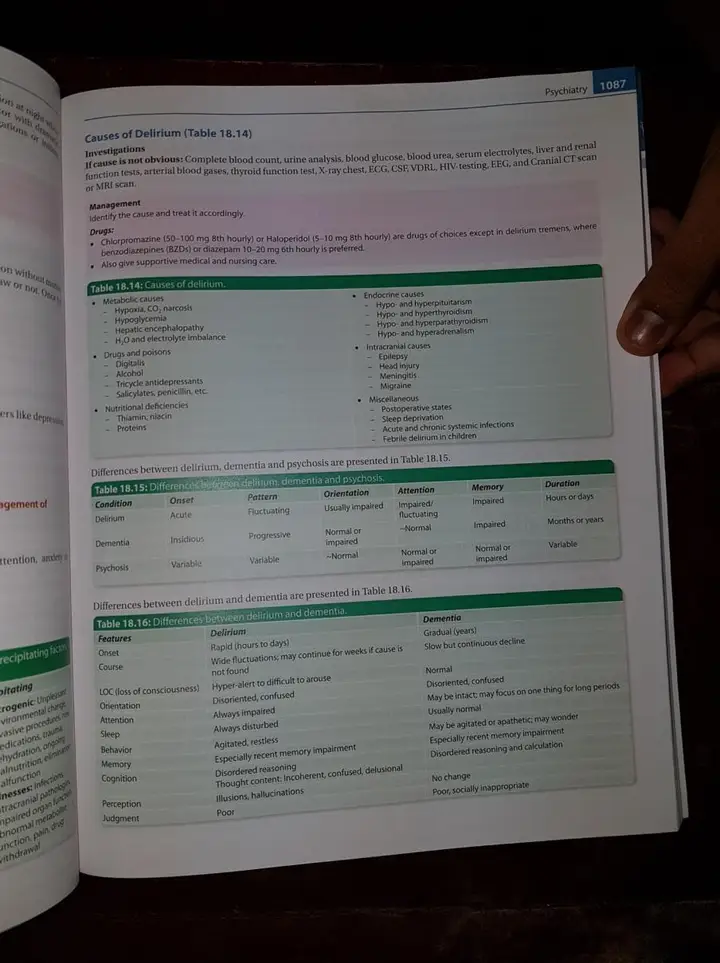 Psychiatry 1087
Causes of Delirium (Table 18.14)
Investigations
If cause is not obvious: Complete blood count, urine analysis, blood glucose, blood urea, serum electrolytes, liver and renal
function tests, arterial blood gases, thyroid function test, X-ray chest, ECG, CSF, VDRL, HIV-testing, EEG, and Cranial CT scan
or MRI scan.
Management
Identify the cause and treat it accordingly.
Drugs:
• Chlorpromazine (50–100 mg 8th hourly) or Haloperidol (5–10 mg 8th hourly) are drugs of choices except in delirium tremens, where
benzodiazepines (BZDs) or diazepam 10–20 mg 6th hourly is preferred.
• Also give supportive medical and nursing care.
Table 18.14: Causes of delirium.
• Metabolic causes
– Hypoxia, CO₂ narcosis
– Hypoglycemia
– Hepatic encephalopathy
– H₂O and electrolyte imbalance
• Drugs and poisons
– Digitalis
– Alcohol
– Tricycle antidepressants
– Salicylates, penicillin, etc.
• Nutritional deficiencies
– Thiamin, niacin
– Proteins
• Endocrine causes
– Hypo- and hyperpituitarism
– Hypo- and hyperthyroidism
– Hypo- and hyperparathyroidism
– Hypo- and hyperadrenalism
• Intracranial causes
– Epilepsy
– Head injury
– Meningitis
– Migraine
• Miscellaneous
– Postoperative states
– Sleep deprivation
– Acute and chronic systemic infections
– Febrile delirium in children
Differences between delirium, dementia and psychosis are presented in Table 18.15.
Table 18.15: Differences between delirium, dementia and psychosis.
Condition Onset Pattern Orientation Attention Memory Duration
Delirium Acute Fluctuating Usually impaired Impaired/ fluctuating Impaired Hours or days
Dementia Insidious Progressive Normal or impaired ~Normal Impaired Months or years
Psychosis Variable Variable ~Normal Normal or impaired Normal or impaired Variable
Differences between delirium and dementia are presented in Table 18.16.
Table 18.16: Differences between delirium and dementia.
Features Delirium Dementia
Onset Rapid (hours to days) Gradual (years)
Course Wide fluctuations; may continue for weeks if cause is not found Slow but continuous decline
LOC (loss of consciousness) Hyper-alert to difficult to arouse Normal
Orientation Disoriented, confused Disoriented, confused
Attention Always impaired May be intact; may focus on one thing for long periods
Sleep Always disturbed Usually normal
Behavior Agitated, restless May be agitated or apathetic; may wonder
Memory Especially recent memory impairment Especially recent memory impairment
Cognition Disordered reasoning Disordered reasoning and calculation
Thought content: Incoherent, confused, delusional
Perception Illusions, hallucinations No change
Judgment Poor Poor, socially inappropriate